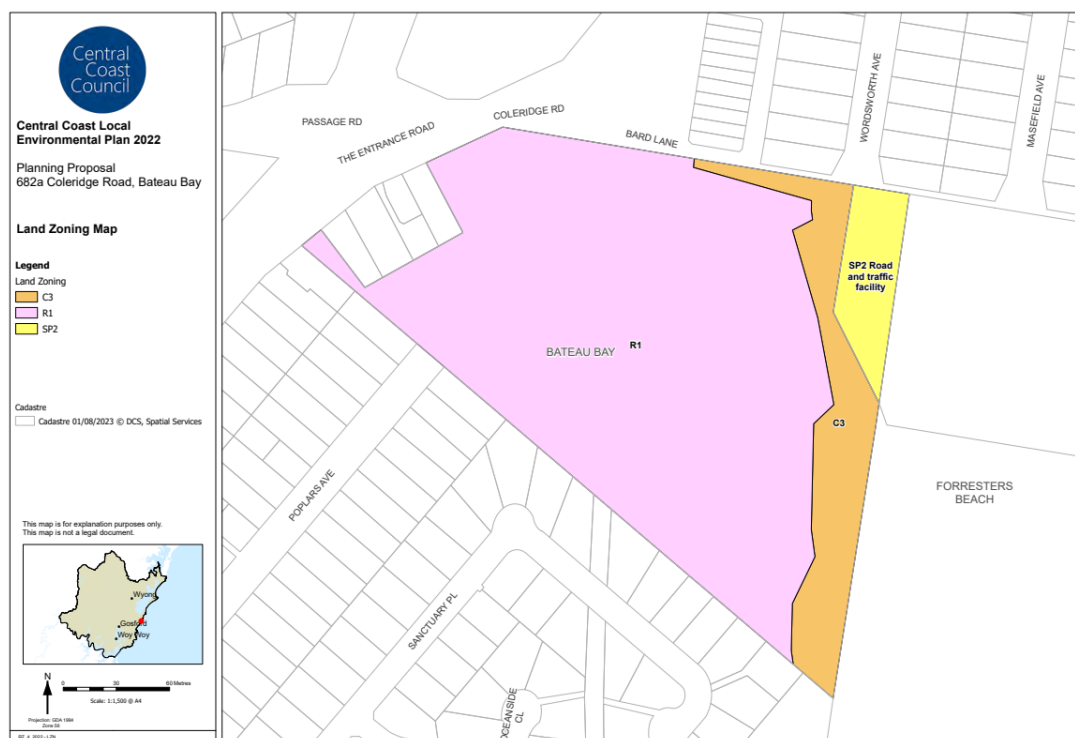 Central
Coast
Council
Central Coast Local
Environmental Plan 2022
Planning Proposal
682a Coleridge Road, Bateau Bay
Land Zoning Map
Legend
Land Zoning
C3
R1
SP2
Cadastre
Cadastre 01/08/2023 © DCS, Spatial Services
This map is for explanation purposes only.
This map is not a legal document.
Wyong
Gosford
Woy Woy
N
0 30 60 Metres
Scale: 1:1,500 @ A4
Projection: GDA 1994
Zone 56
PASSAGE RD
THE ENTRANCE ROAD
COLERIDGE RD
BARD LANE
WORDSWORTH AVE
MASEFIELD AVE
SP2 Road
and traffic
facility
BATEAU BAY
R1
C3
FORRESTERS
BEACH
POPLARS AVE
SANCTUARY PL
OCEANSIDE
CL